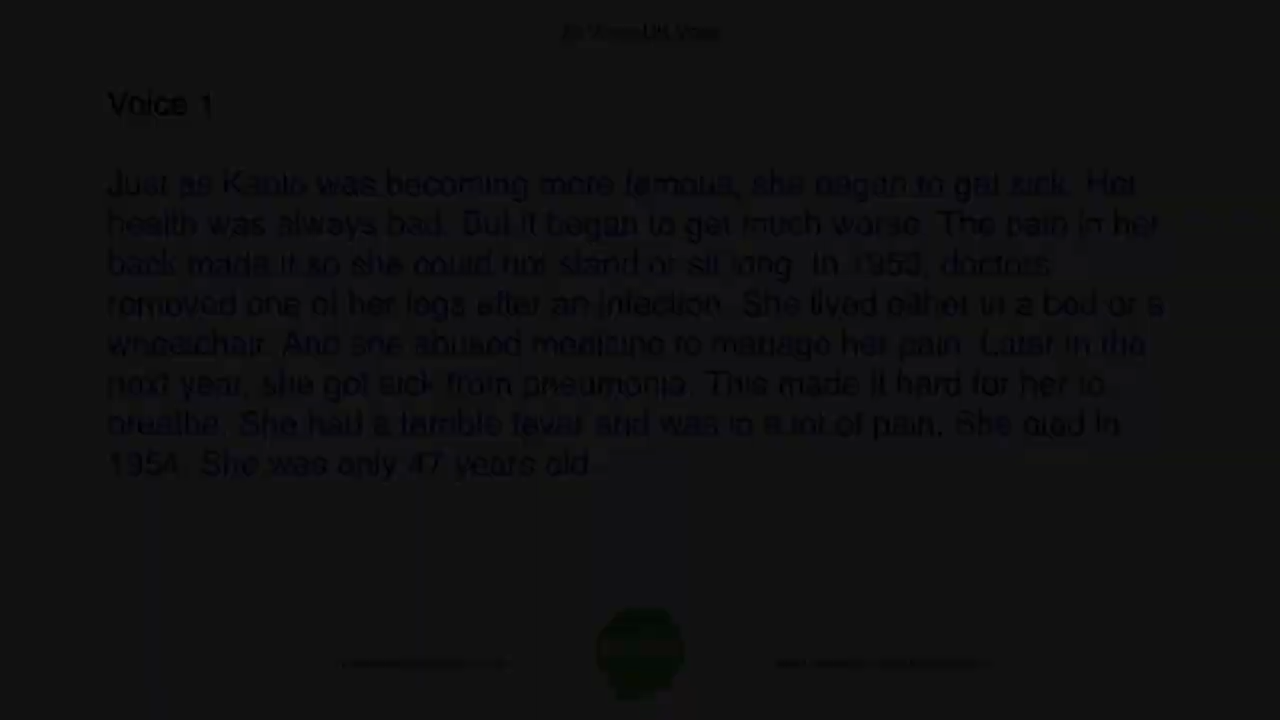 Voice 1
Just as Kahlo was becoming more famous, she began to get sick. Her
health was always bad. But it began to get much worse. The pain in her
back made it so she could not stand or sit long. In 1953, doctors
removed one of her legs after an infection. She lived either in a bed or a
wheelchair. And she abused medicine to manage her pain. Later in the
next year, she got sick from pneumonia. This made it hard for her to
breathe. She had a terrible fever and was in a lot of pain. She died in
1954. She was only 47 years old.